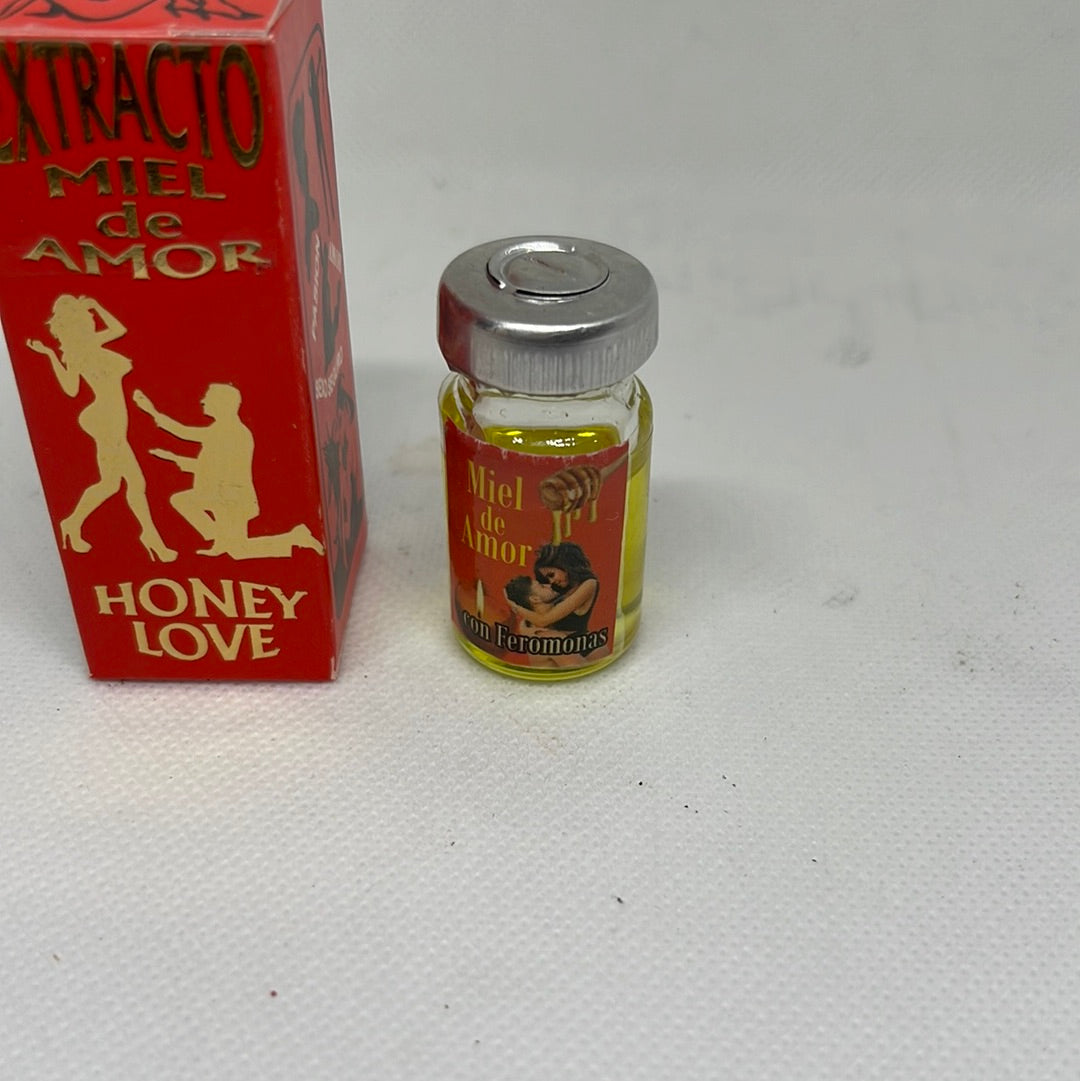 EXTRACTO
MIEL
de
AMOR
HONEY
LOVE
Miel
de
Amor
con Feromonas